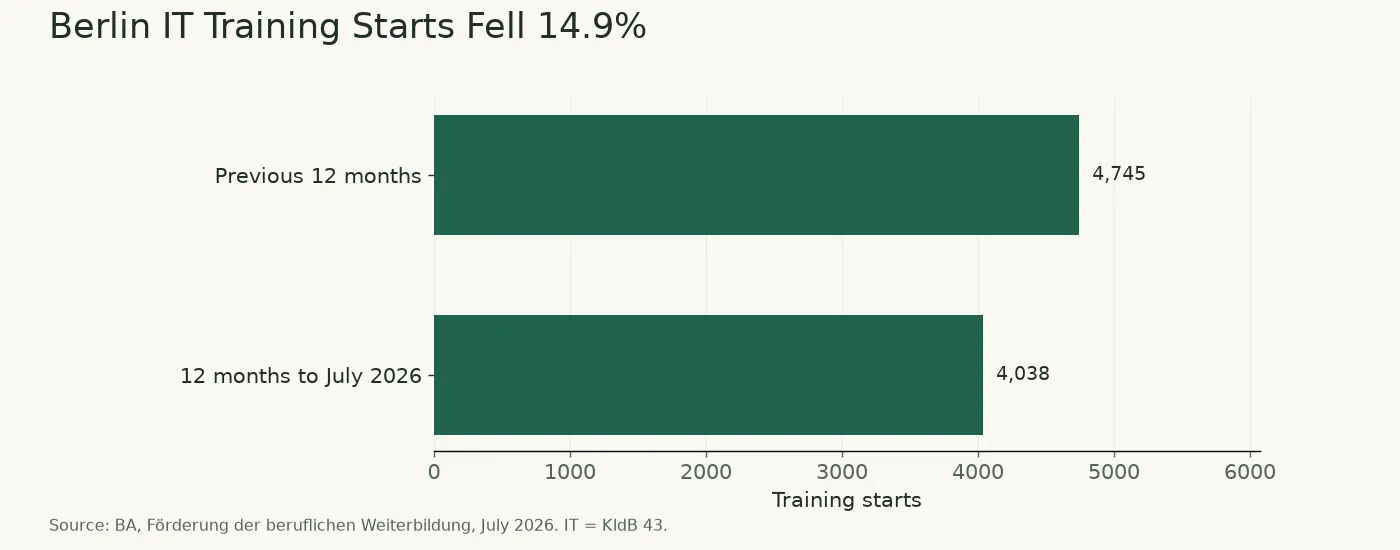 Berlin IT Training Starts Fell 14.9%
Previous 12 months
4,745
12 months to July 2026
4,038
0 1000 2000 3000 4000 5000 6000
Training starts
Source: BA, Förderung der beruflichen Weiterbildung, July 2026. IT = KldB 43.